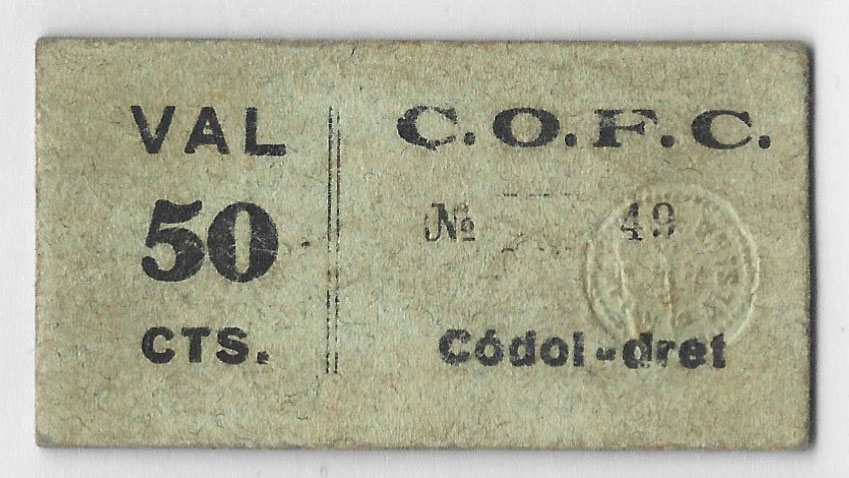 VAL
50
CTS.
C.O.F.C.
№ 49
Códol-dret